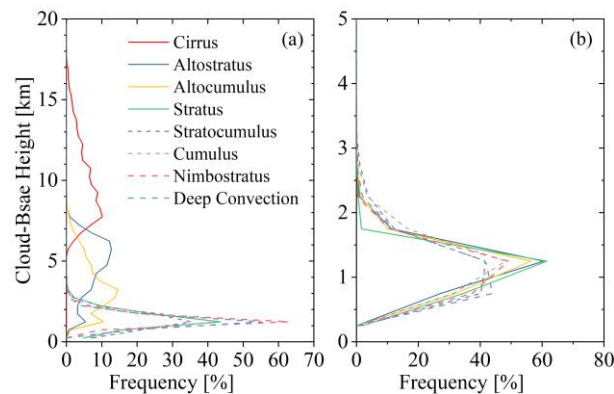 20
15
10
5
0
Cloud-Bsae Height [km]
(a)
Cirrus
Altostratus
Altocumulus
Stratus
Stratocumulus
Cumulus
Nimbostratus
Deep Convection
0 10 20 30 40 50 60 70
Frequency [%]
5
4
3
2
1
0
(b)
0 20 40 60 80
Frequency [%]